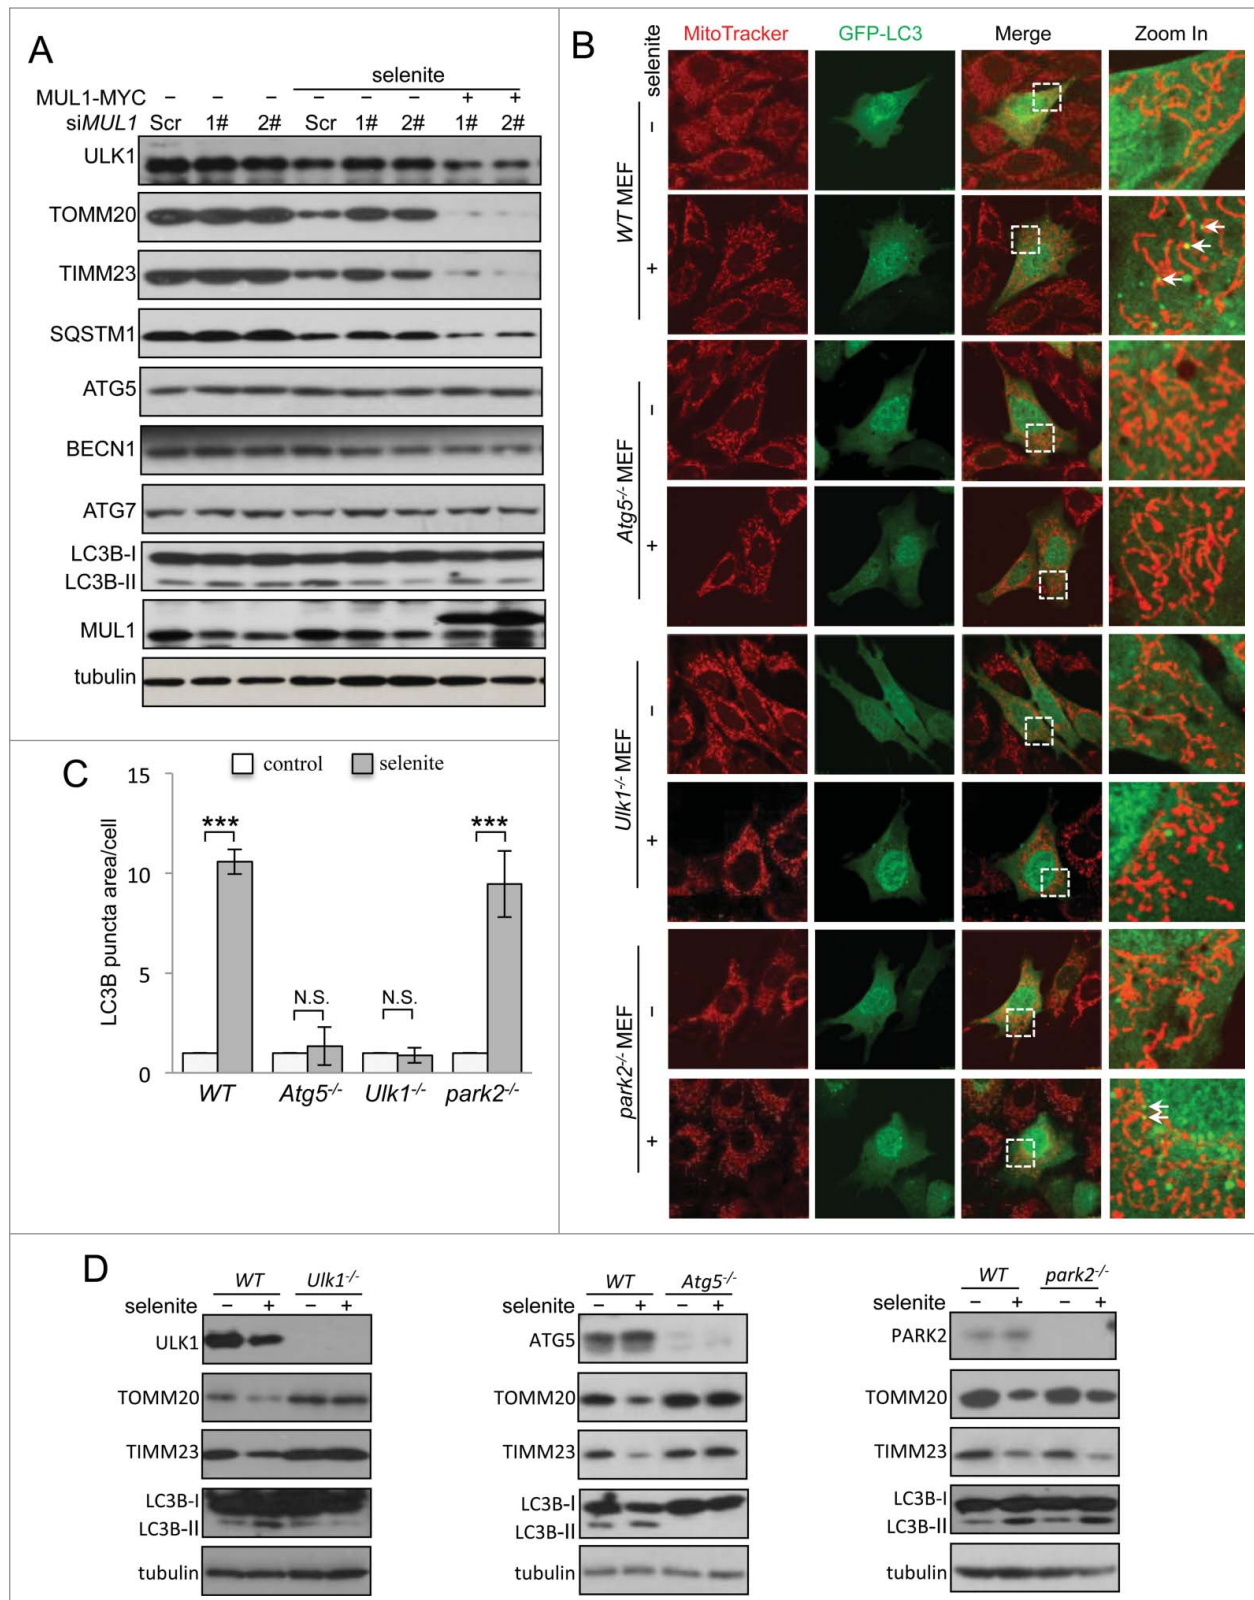 A
selenite
MUL1-MYC – – – – – – + +
siMUL1 Scr 1# 2# Scr 1# 2# 1# 2#
ULK1
TOMM20
TIMM23
SQSTM1
ATG5
BECN1
ATG7
LC3B-I
LC3B-II
MUL1
tubulin
B
selenite
MitoTracker GFP-LC3 Merge Zoom In
WT MEF
–
+
Atg5-/- MEF
–
+
Ulk1-/- MEF
–
+
park2-/- MEF
–
+
C
control selenite
LC3B puncta area/cell
15
10
5
0
*** N.S. N.S. ***
WT Atg5-/- Ulk1-/- park2-/-
D
WT Ulk1-/-
selenite – + – +
ULK1
TOMM20
TIMM23
LC3B-I
LC3B-II
tubulin
WT Atg5-/-
selenite – + – +
ATG5
TOMM20
TIMM23
LC3B-I
LC3B-II
tubulin
WT park2-/-
selenite – + – +
PARK2
TOMM20
TIMM23
LC3B-I
LC3B-II
tubulin